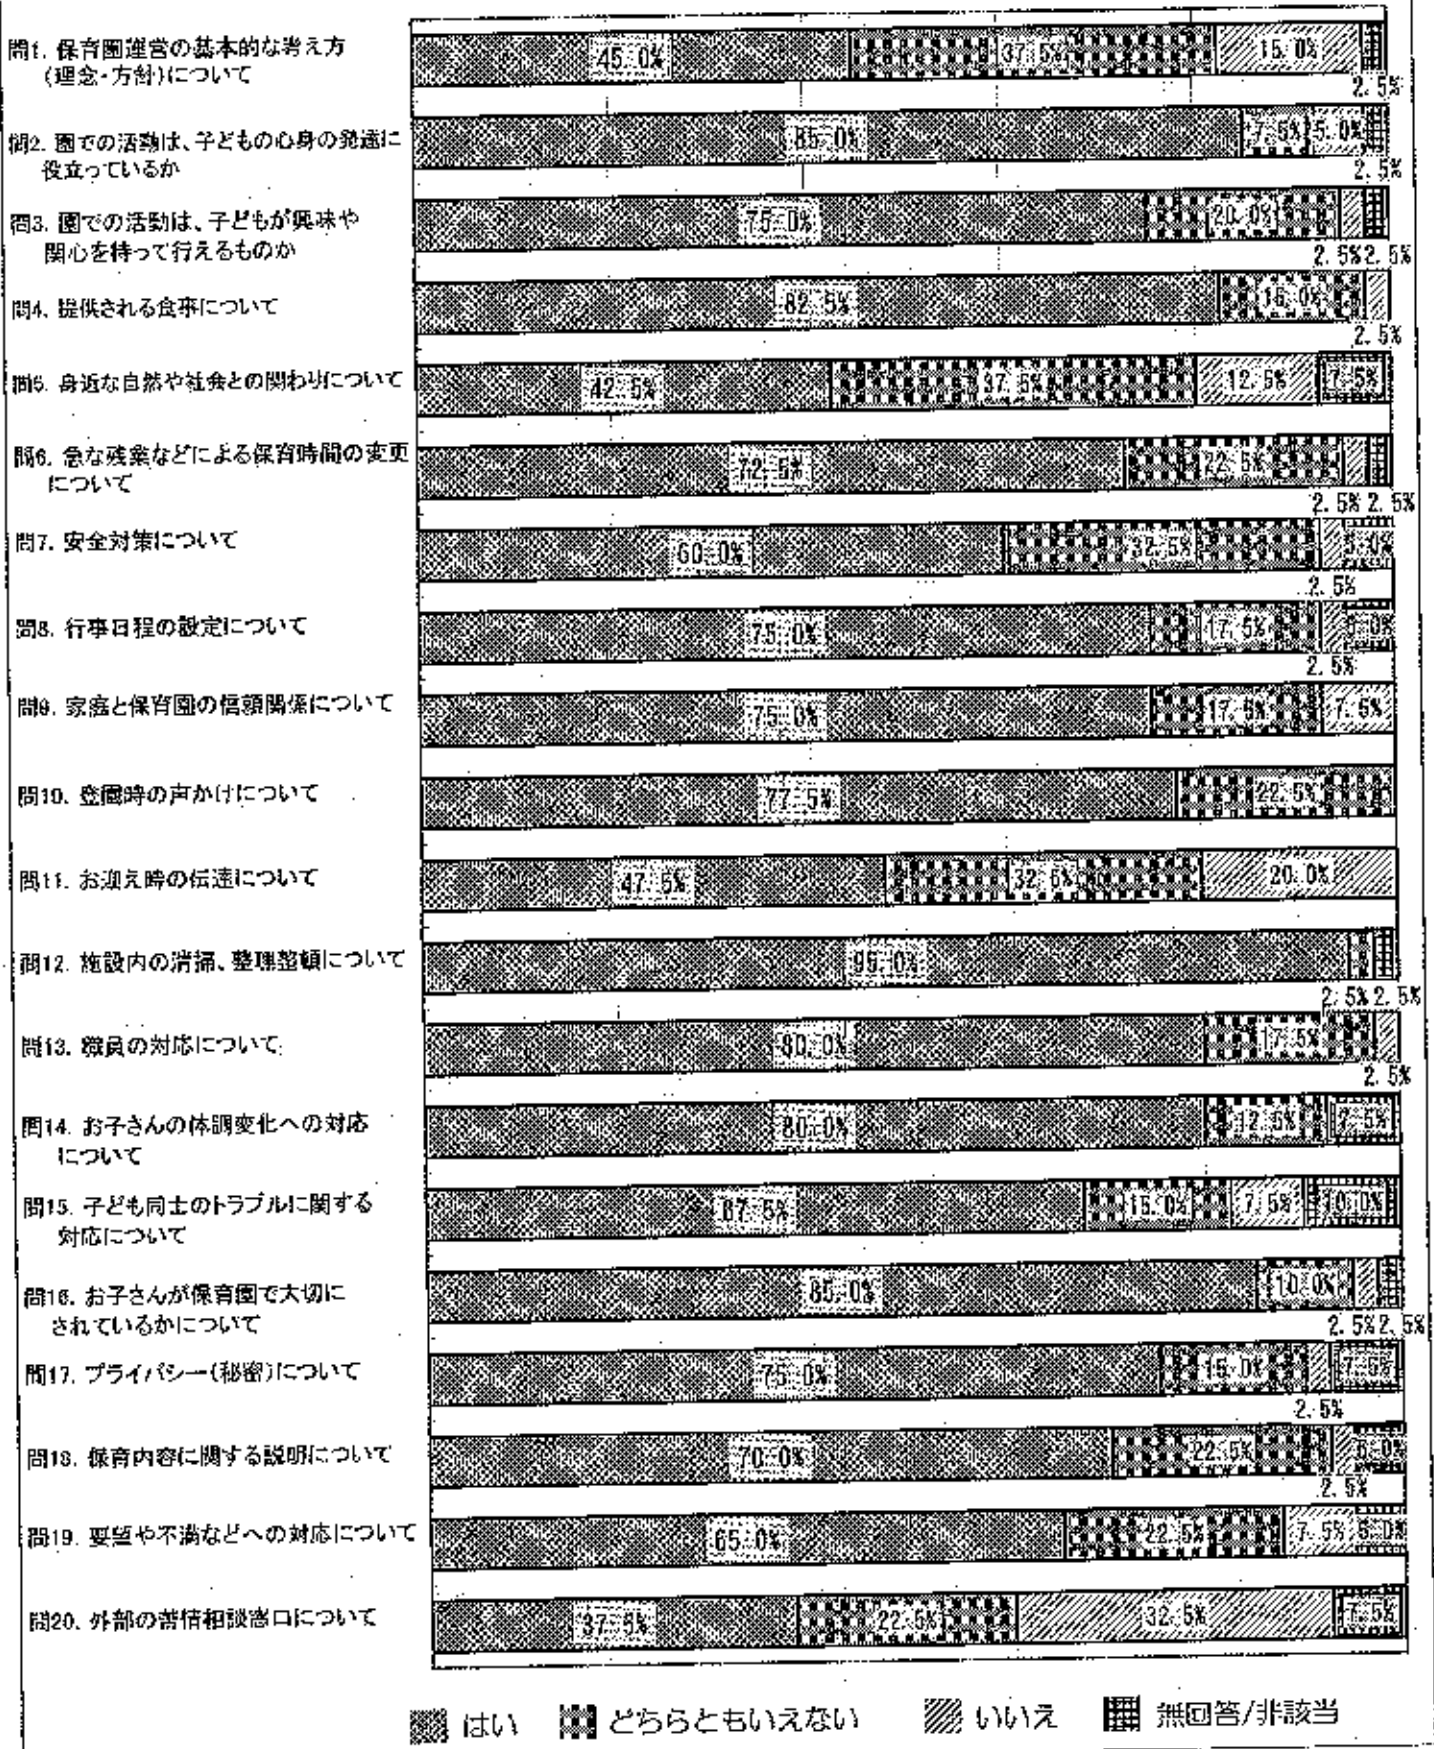 問1. 保育園運営の基本的な考え方
(理念・方針)について
45.0% 37.5% 15.0%
2.5%
問2. 園での活動は、子どもの心身の発達に
役立っているか
85.0% 7.5% 5.0%
2.5%
問3. 園での活動は、子どもが興味や
関心を持って行えるものか
75.0% 20.0%
2.5% 2.5%
問4. 提供される食事について
82.5% 15.0%
2.5%
問5. 身近な自然や社会との関わりについて
42.5% 37.5% 12.5% 7.5%
問6. 急な残業などによる保育時間の変更
について
72.5% 22.5%
2.5% 2.5%
問7. 安全対策について
60.0% 32.5% 5.0%
2.5%
問8. 行事日程の設定について
75.0% 17.5% 5.0%
2.5%
問9. 家庭と保育園の信頼関係について
75.0% 17.5% 7.5%
問10. 登園時の声かけについて
77.5% 22.5%
問11. お迎え時の伝達について
47.5% 32.5% 20.0%
問12. 施設内の清掃、整理整頓について
95.0%
2.5% 2.5%
問13. 職員の対応について
80.0% 17.5%
2.5%
問14. お子さんの体調変化への対応
について
80.0% 12.5% 7.5%
問15. 子ども同士のトラブルに関する
対応について
67.5% 15.0% 7.5% 10.0%
問16. お子さんが保育園で大切に
されているかについて
85.0% 10.0%
2.5% 2.5%
問17. プライバシー(秘密)について
75.0% 15.0% 7.5%
2.5%
問18. 保育内容に関する説明について
70.0% 22.5% 5.0%
2.5%
問19. 要望や不満などへの対応について
65.0% 22.5% 7.5% 5.0%
問20. 外部の苦情相談窓口について
37.5% 22.5% 32.5% 7.5%
はい どちらともいえない いいえ 無回答/非該当